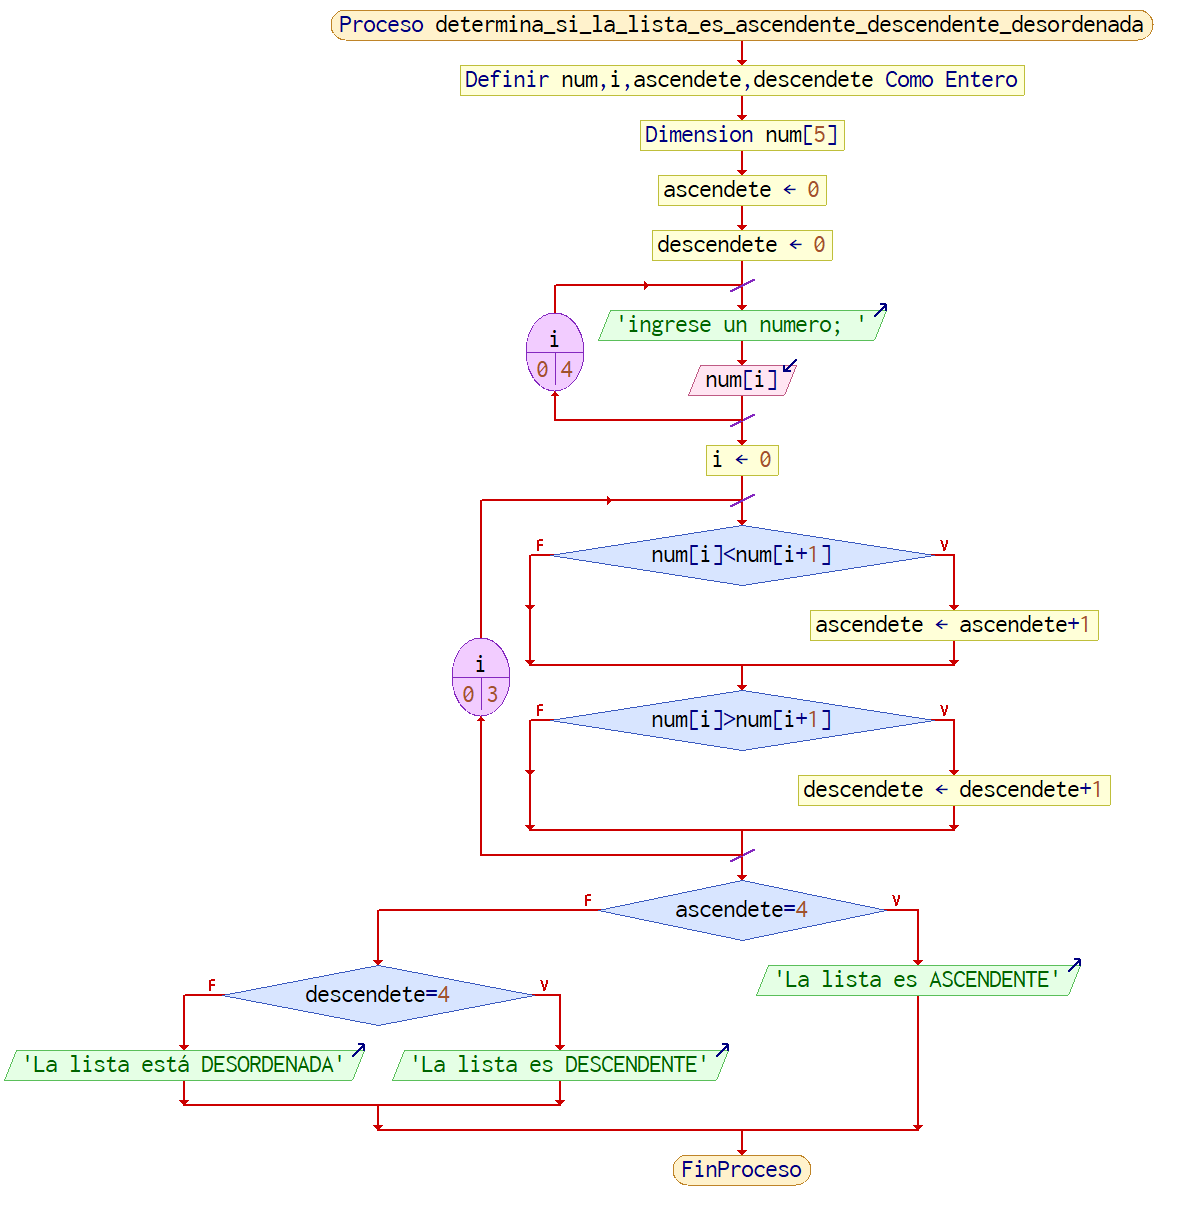 Proceso determina_si_la_lista_es_ascendente_descendente_desordenada
Definir num,i,ascendete,descendete Como Entero
Dimension num[5]
ascendete ← 0
descendete ← 0
'ingrese un numero; '
i
0 4
num[i]
i ← 0
F
num[i]<num[i+1]
V
ascendete ← ascendete+1
i
0 3
F
num[i]>num[i+1]
V
descendete ← descendete+1
F
ascendete=4
V
'La lista es ASCENDENTE'
F
descendete=4
V
'La lista está DESORDENADA'
'La lista es DESCENDENTE'
FinProceso